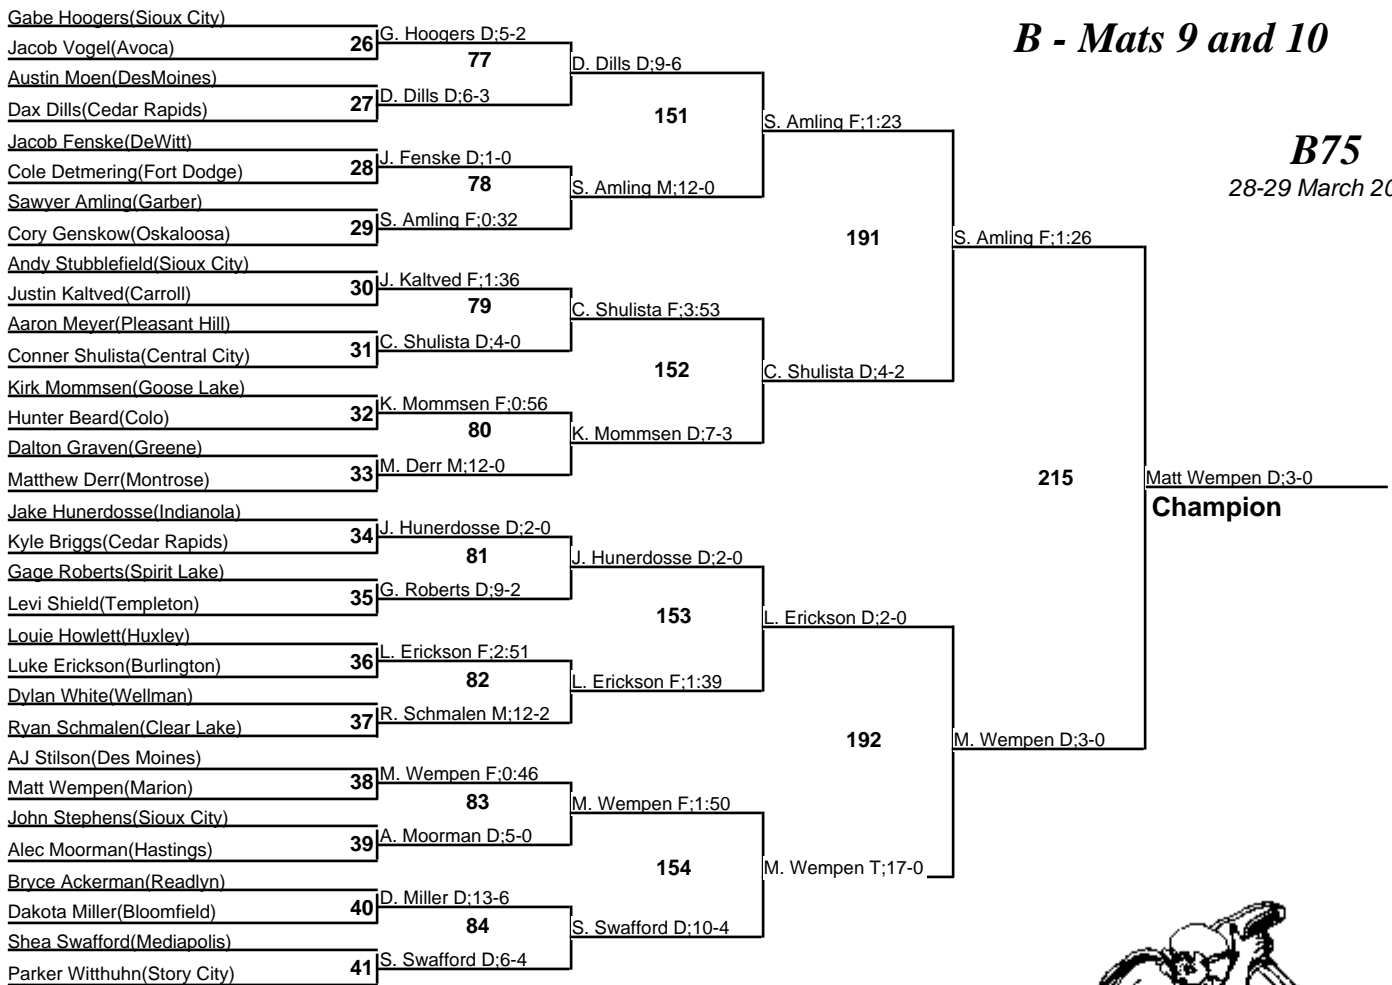 Gabe Hoogers(Sioux City)
Jacob Vogel(Avoca)
26
G. Hoogers D;5-2
77
Austin Moen(DesMoines)
Dax Dills(Cedar Rapids)
27
D. Dills D;6-3
D. Dills D;9-6
151
Jacob Fenske(DeWitt)
Cole Detmering(Fort Dodge)
28
J. Fenske D;1-0
78
Sawyer Amling(Garber)
Cory Genskow(Oskaloosa)
29
S. Amling F;0:32
S. Amling M;12-0
S. Amling F;1:23
191
Andy Stubblefield(Sioux City)
Justin Kaltved(Carroll)
30
J. Kaltved F;1:36
79
Aaron Meyer(Pleasant Hill)
Conner Shulista(Central City)
31
C. Shulista D;4-0
C. Shulista F;3:53
152
Kirk Mommsen(Goose Lake)
Hunter Beard(Colo)
32
K. Mommsen F;0:56
80
Dalton Graven(Greene)
Matthew Derr(Montrose)
33
M. Derr M;12-0
K. Mommsen D;7-3
C. Shulista D;4-2
S. Amling F;1:26
215
Jake Hunerdosse(Indianola)
Kyle Briggs(Cedar Rapids)
34
J. Hunerdosse D;2-0
81
Gage Roberts(Spirit Lake)
Levi Shield(Templeton)
35
G. Roberts D;9-2
J. Hunerdosse D;2-0
153
Louie Howlett(Huxley)
Luke Erickson(Burlington)
36
L. Erickson F;2:51
82
Dylan White(Wellman)
Ryan Schmalen(Clear Lake)
37
R. Schmalen M;12-2
L. Erickson F;1:39
L. Erickson D;2-0
192
AJ Stilson(Des Moines)
Matt Wempen(Marion)
38
M. Wempen F;0:46
83
John Stephens(Sioux City)
Alec Moorman(Hastings)
39
A. Moorman D;5-0
M. Wempen F;1:50
154
Bryce Ackerman(Readlyn)
Dakota Miller(Bloomfield)
40
D. Miller D;13-6
84
Shea Swafford(Mediapolis)
Parker Witthuhn(Story City)
41
S. Swafford D;6-4
S. Swafford D;10-4
M. Wempen T;17-0
M. Wempen D;3-0
Matt Wempen D;3-0
Champion
B - Mats 9 and 10
B75
28-29 March 20